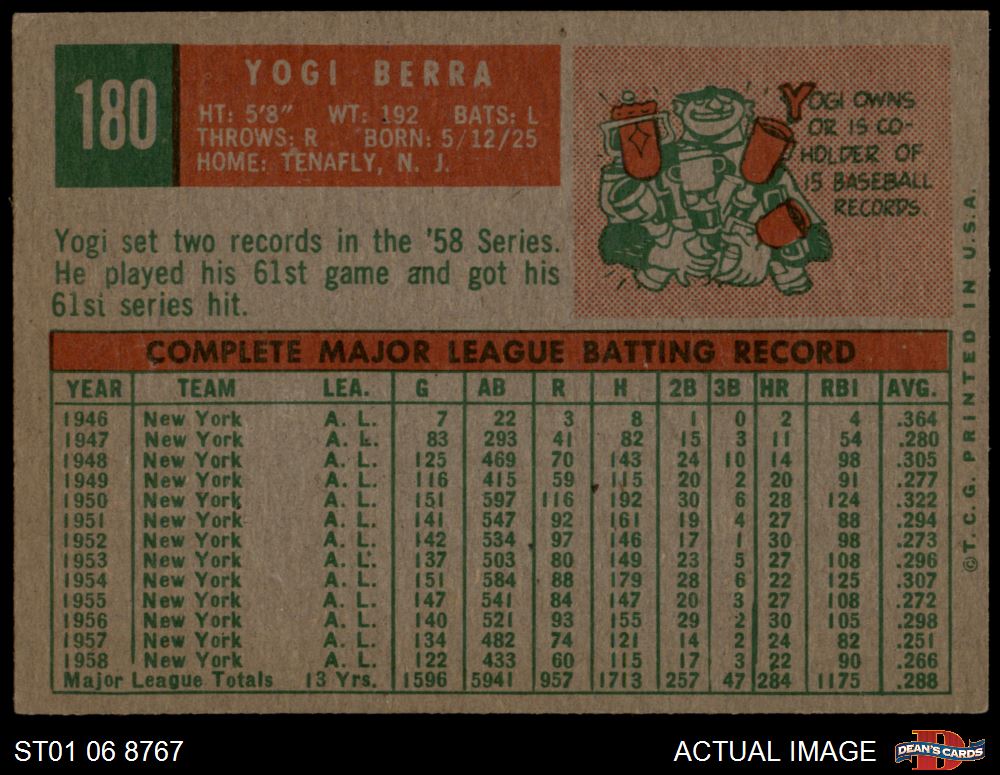 180
YOGI BERRA
HT: 5'8" WT: 192 BATS: L
THROWS: R BORN: 5/12/25
HOME: TENAFLY, N. J.
YOGI OWNS
OR IS CO-
HOLDER OF
15 BASEBALL
RECORDS.
Yogi set two records in the '58 Series.
He played his 61st game and got his
61si series hit.
COMPLETE MAJOR LEAGUE BATTING RECORD
YEAR TEAM LEA. G AB R H 2B 3B HR RBI AVG.
1946 New York A. L. 7 22 3 8 1 0 2 4 .364
1947 New York A. L. 83 293 41 82 15 3 11 54 .280
1948 New York A. L. 125 469 70 143 24 10 14 98 .305
1949 New York A. L. 116 415 59 115 20 2 20 91 .277
1950 New York A. L. 151 597 116 192 30 6 28 124 .322
1951 New York A. L. 141 547 92 161 19 4 27 88 .294
1952 New York A. L. 142 534 97 146 17 1 30 98 .273
1953 New York A. L. 137 503 80 149 23 5 27 108 .296
1954 New York A. L. 151 584 88 179 28 6 22 125 .307
1955 New York A. L. 147 541 84 147 20 3 27 108 .272
1956 New York A. L. 140 521 93 155 29 2 30 105 .298
1957 New York A. L. 134 482 74 121 14 2 24 82 .251
1958 New York A. L. 122 433 60 115 17 3 22 90 .266
Major League Totals 13 Yrs. 1596 5941 957 1713 257 47 284 1175 .288
©T. C. G. PRINTED IN U.S.A.
ST01 06 8767
ACTUAL IMAGE
D
DEAN'S CARDS